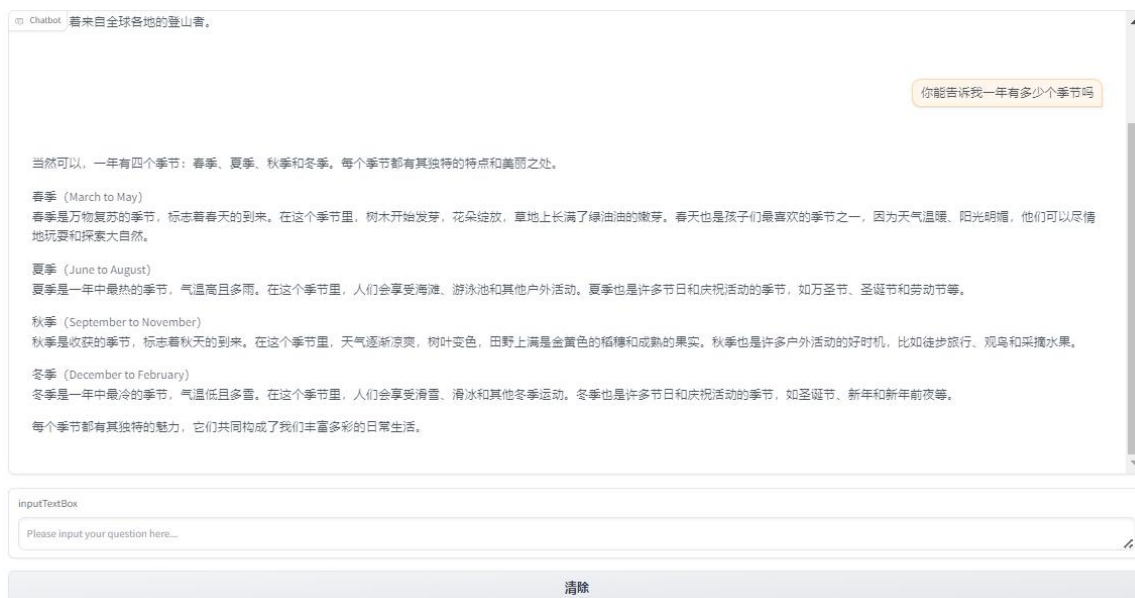 Chatbot
着来自全球各地的登山者。
你能告诉我一年有多少个季节吗
当然可以，一年有四个季节：春季、夏季、秋季和冬季。每个季节都有其独特的特点和美丽之处。
春季（March to May）
春季是万物复苏的季节，标志着春天的到来。在这个季节里，树木开始发芽，花朵绽放，草地上长满了绿油油的嫩芽。春天也是孩子们最喜欢的季节之一，因为天气温暖、阳光明媚，他们可以尽情
地玩耍和探索大自然。
夏季（June to August）
夏季是一年中最热的季节，气温高且多雨。在这个季节里，人们会享受海滩、游泳池和其他户外活动。夏季也是许多节日和庆祝活动的季节，如万圣节、圣诞节和劳动节等。
秋季（September to November）
秋季是收获的季节，标志着秋天的到来。在这个季节里，天气逐渐凉爽，树叶变色，田野上满是金黄色的稻穗和成熟的果实。秋季也是许多户外活动的好时机，比如徒步旅行、观鸟和采摘水果。
冬季（December to February）
冬季是一年中最冷的季节，气温低且多雪。在这个季节里，人们会享受滑雪、滑冰和其他冬季运动。冬季也是许多节日和庆祝活动的季节，如圣诞节、新年和新年前夜等。
每个季节都有其独特的魅力，它们共同构成了我们丰富多彩的日常生活。
inputTextBox
Please input your question here...
清除